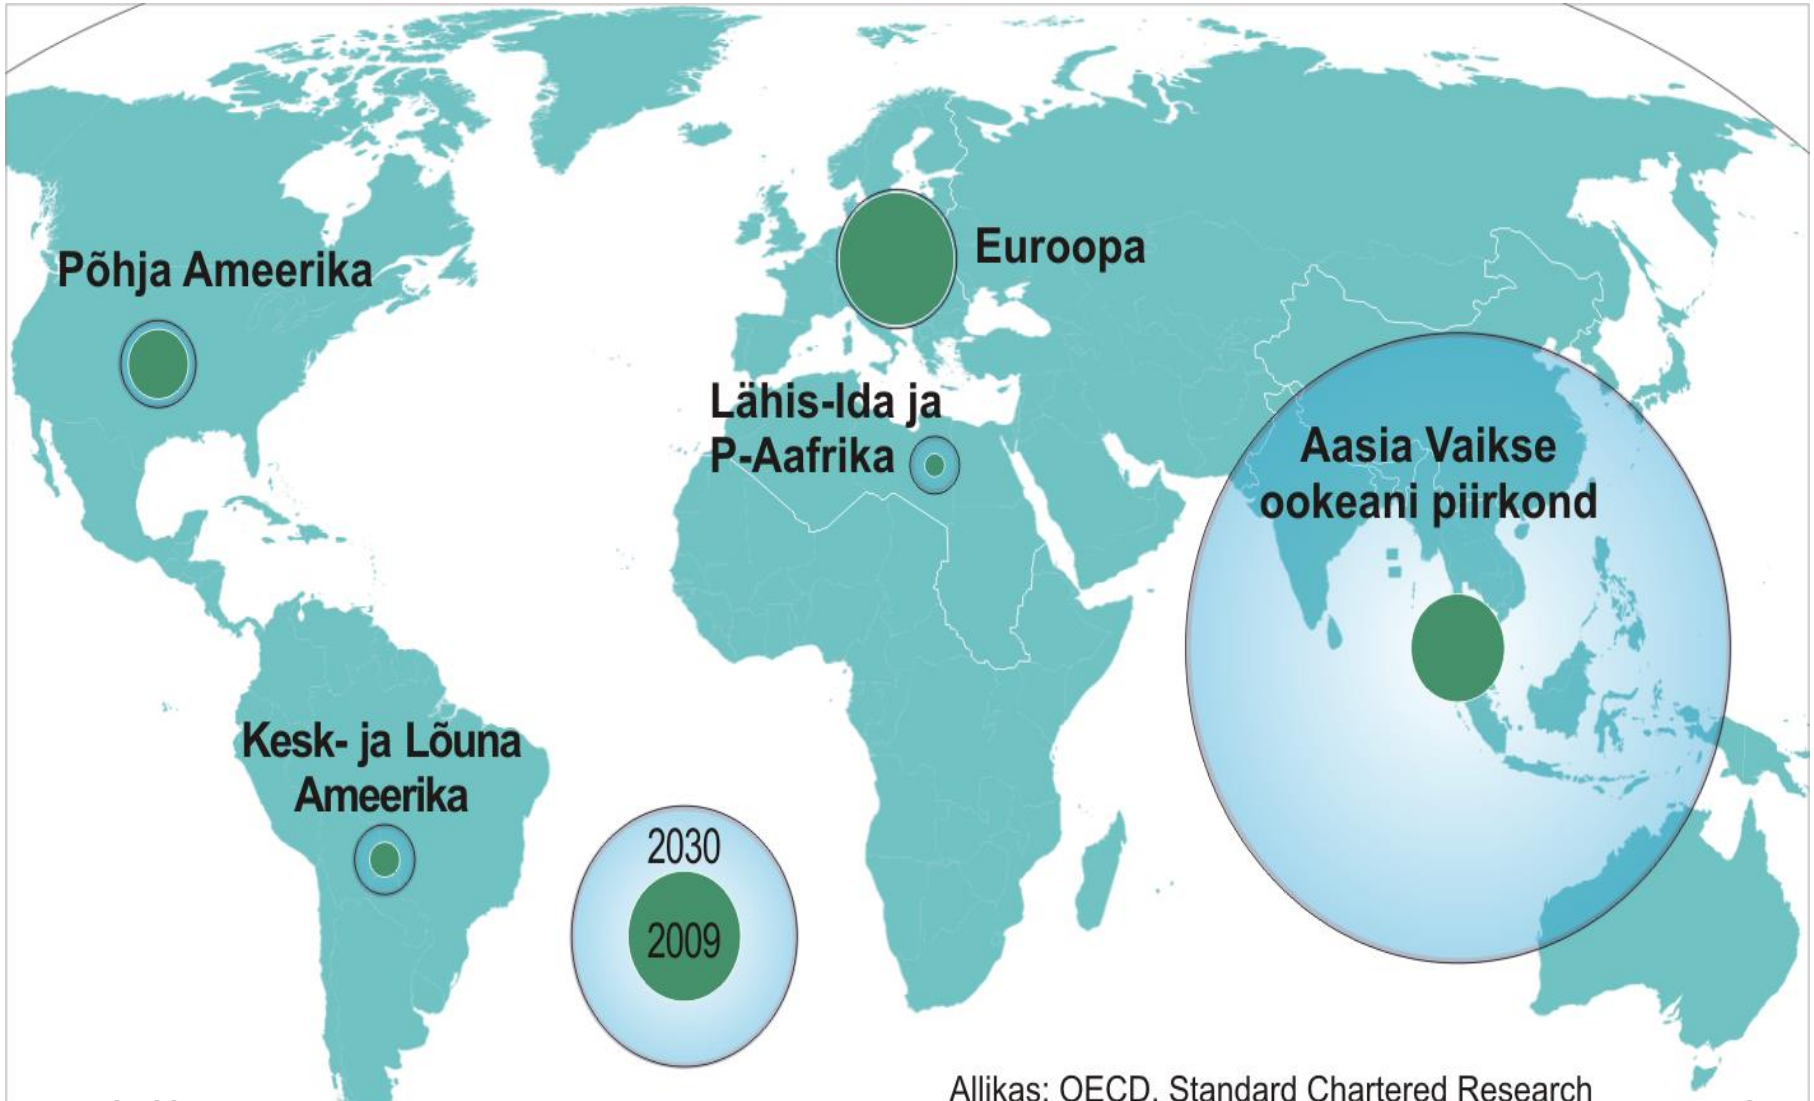 Põhja Ameerika
Euroopa
Lähis-Ida ja
P-Aafrika
Aasia Vaikse
ookeani piirkond
Kesk- ja Lõuna
Ameerika
2030
2009
Allikas: OECD, Standard Chartered Research